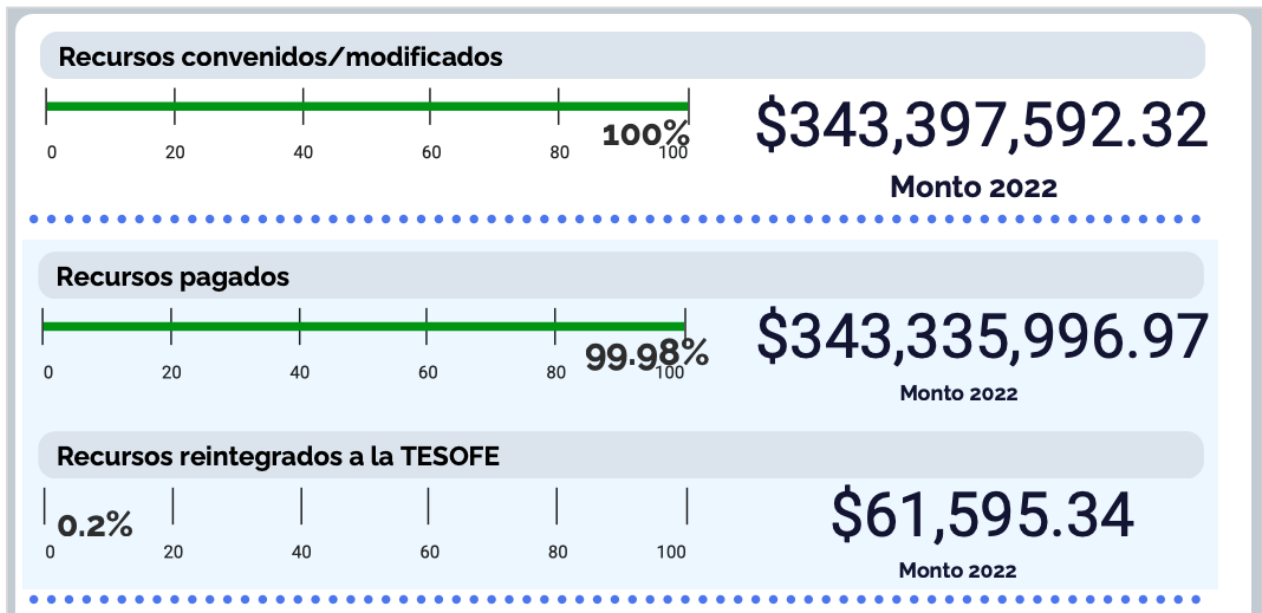 Recursos convenidos/modificados
100%
0 20 40 60 80 100
$343,397,592.32
Monto 2022
Recursos pagados
99.98%
0 20 40 60 80 100
$343,335,996.97
Monto 2022
Recursos reintegrados a la TESOFE
0.2%
0 20 40 60 80 100
$61,595.34
Monto 2022